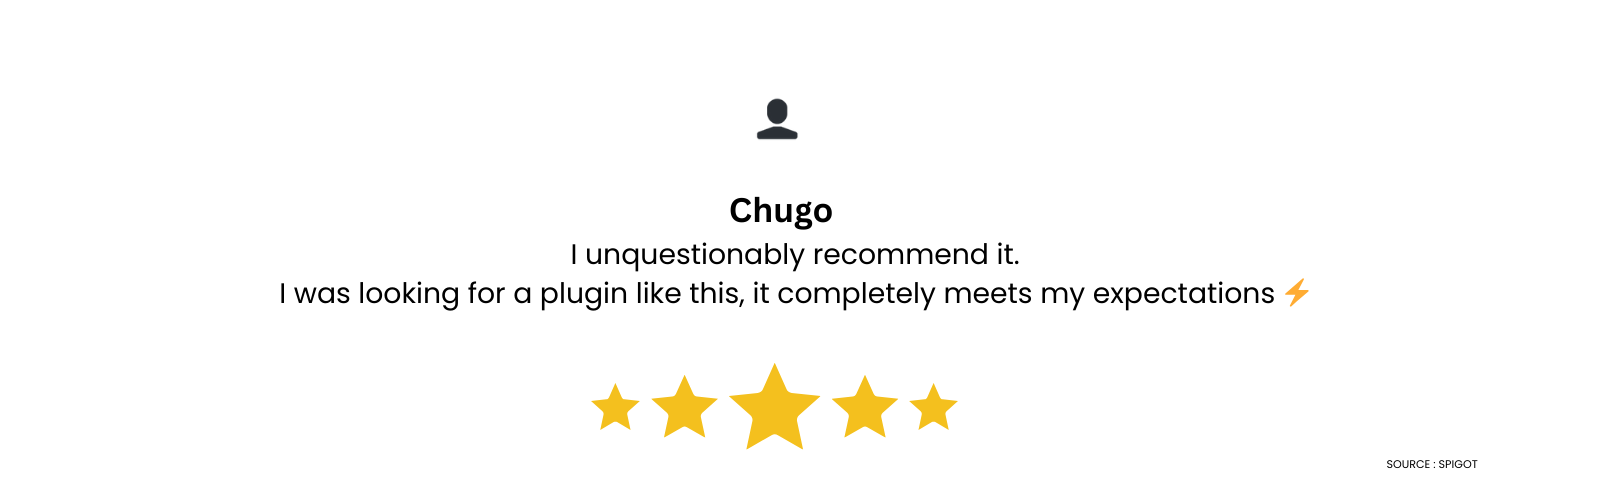 Chugo
I unquestionably recommend it.
I was looking for a plugin like this, it completely meets my expectations ⚡
SOURCE : SPIGOT